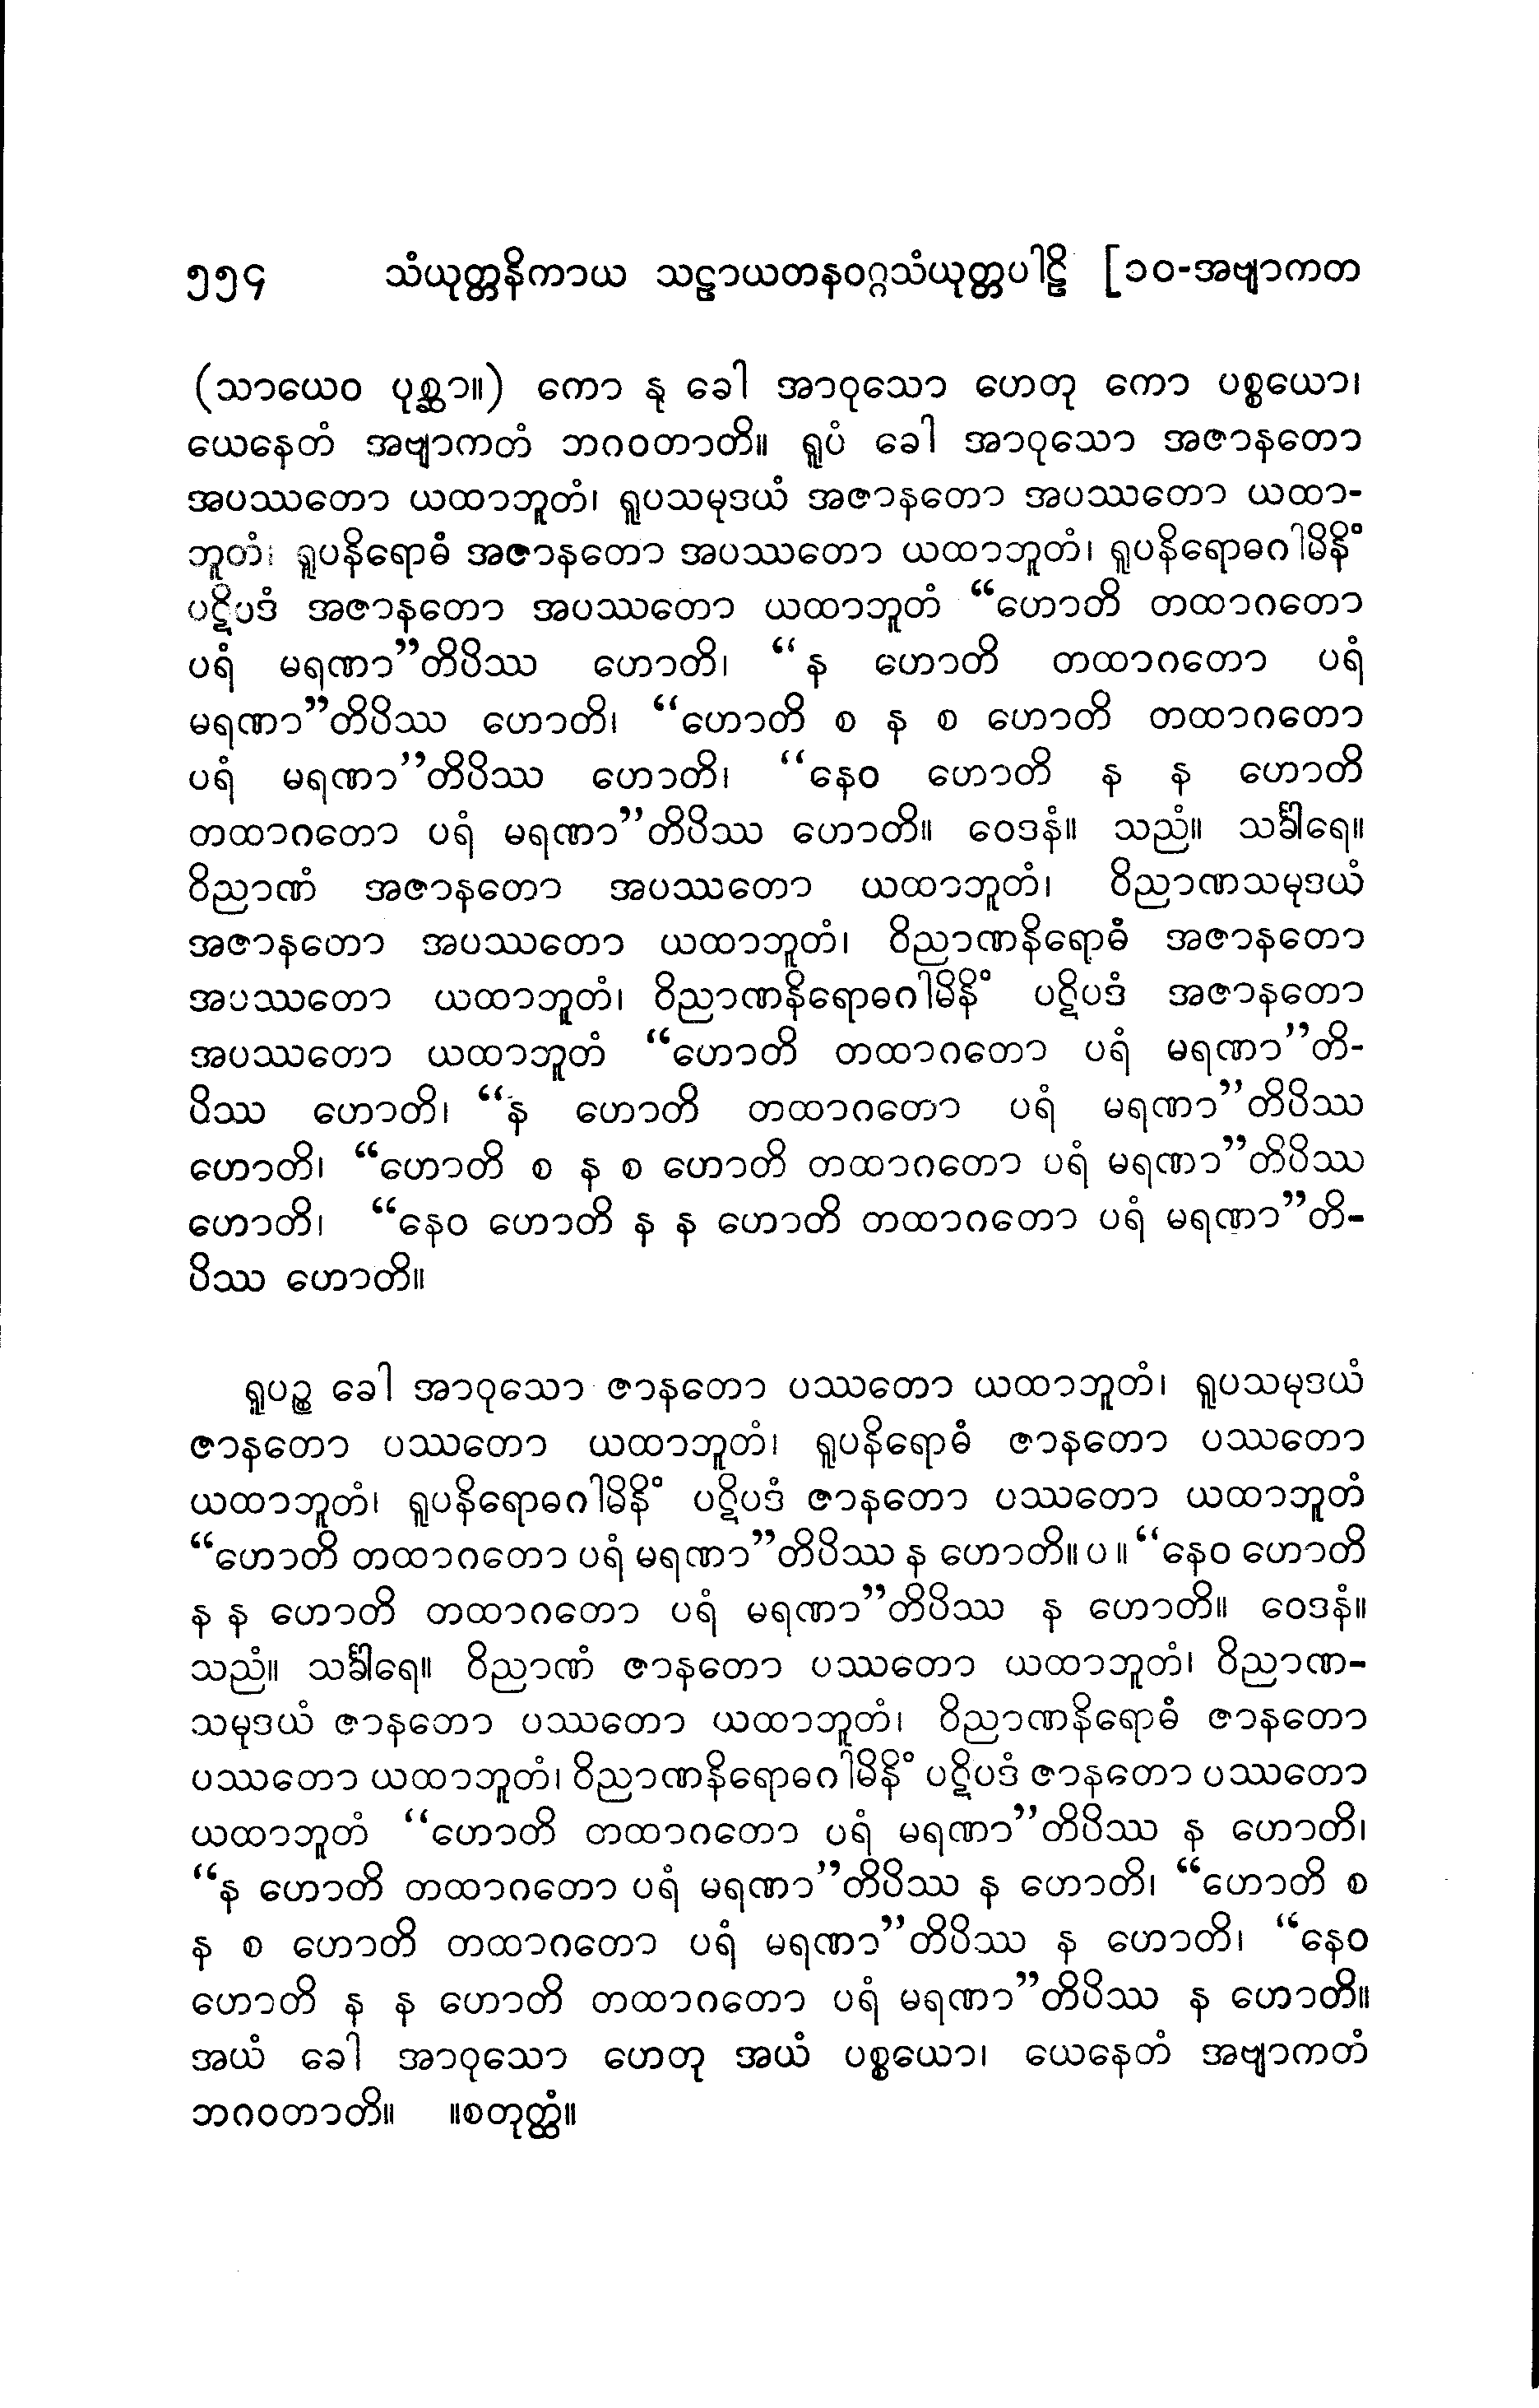 ၅၅၄ သံယုတ္တနိကာယ သဠာယတနဝဂ္ဂသံယုတ္တပါဠိ [၁၀-အဗျာကတ
(သာယေဝ ပုစ္ဆာ။) ကော နု ခေါ အာဝုသော ဟေတု ကော ပစ္စယော၊
ယေနေတံ အဗျာကတံ ဘဂဝတာတိ။ ရူပံ ခေါ အာဝုသော အဇာနတော
အပဿတော ယထာဘူတံ၊ ရူပသမုဒယံ အဇာနတော အပဿတော ယထာ-
ဘူတံ၊ ရူပနိရောဓံ အဇာနတော အပဿတော ယထာဘူတံ၊ ရူပနိရောဓဂါမိနိံ
ပဋိပဒံ အဇာနတော အပဿတော ယထာဘူတံ “ဟောတိ တထာဂတော
ပရံ မရဏာ”တိပိဿ ဟောတိ၊ “န ဟောတိ တထာဂတော ပရံ
မရဏာ”တိပိဿ ဟောတိ၊ “ဟောတိ စ န စ ဟောတိ တထာဂတော
ပရံ မရဏာ”တိပိဿ ဟောတိ၊ “နေဝ ဟောတိ န န ဟောတိ
တထာဂတော ပရံ မရဏာ”တိပိဿ ဟောတိ။ ဝေဒနံ။ သညံ။ သင်္ခါရေ။
ဝိညာဏံ အဇာနတော အပဿတော ယထာဘူတံ၊ ဝိညာဏသမုဒယံ
အဇာနတော အပဿတော ယထာဘူတံ၊ ဝိညာဏနိရောဓံ အဇာနတော
အပဿတော ယထာဘူတံ၊ ဝိညာဏနိရောဓဂါမိနိံ ပဋိပဒံ အဇာနတော
အပဿတော ယထာဘူတံ “ဟောတိ တထာဂတော ပရံ မရဏာ”တိ-
ပိဿ ဟောတိ၊ “န ဟောတိ တထာဂတော ပရံ မရဏာ”တိပိဿ
ဟောတိ၊ “ဟောတိ စ န စ ဟောတိ တထာဂတော ပရံ မရဏာ”တိပိဿ
ဟောတိ၊ “နေဝ ဟောတိ န န ဟောတိ တထာဂတော ပရံ မရဏာ”တိ-
ပိဿ ဟောတိ။
ရူပဉ္စ ခေါ အာဝုသော ဇာနတော ပဿတော ယထာဘူတံ၊ ရူပသမုဒယံ
ဇာနတော ပဿတော ယထာဘူတံ၊ ရူပနိရောဓံ ဇာနတော ပဿတော
ယထာဘူတံ၊ ရူပနိရောဓဂါမိနိံ ပဋိပဒံ ဇာနတော ပဿတော ယထာဘူတံ
“ဟောတိ တထာဂတော ပရံ မရဏာ”တိပိဿ န ဟောတိ။ ပ ။ “နေဝ ဟောတိ
န န ဟောတိ တထာဂတော ပရံ မရဏာ”တိပိဿ န ဟောတိ။ ဝေဒနံ။
သညံ။ သင်္ခါရေ။ ဝိညာဏံ ဇာနတော ပဿတော ယထာဘူတံ၊ ဝိညာဏ-
သမုဒယံ ဇာနဘော ပဿတော ယထာဘူတံ၊ ဝိညာဏနိရောဓံ ဇာနတော
ပဿတော ယထာဘူတံ၊ ဝိညာဏနိရောဓဂါမိနိံ ပဋိပဒံ ဇာနတော ပဿတော
ယထာဘူတံ “ဟောတိ တထာဂတော ပရံ မရဏာ”တိပိဿ န ဟောတိ၊
“န ဟောတိ တထာဂတော ပရံ မရဏာ”တိပိဿ န ဟောတိ၊ “ဟောတိ စ
န စ ဟောတိ တထာဂတော ပရံ မရဏာ”တိပိဿ န ဟောတိ၊ “နေဝ
ဟောတိ န န ဟောတိ တထာဂတော ပရံ မရဏာ”တိပိဿ န ဟောတိ။
အယံ ခေါ အာဝုသော ဟေတု အယံ ပစ္စယော၊ ယေနေတံ အဗျာကတံ
ဘဂဝတာတိ။ ။စတုတ္ထံ။